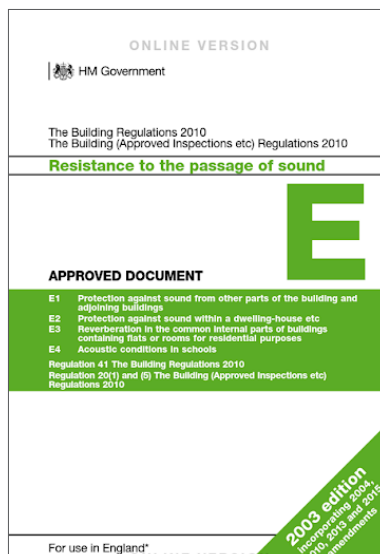 ONLINE VERSION
HM Government
The Building Regulations 2010
The Building (Approved Inspections etc) Regulations 2010
Resistance to the passage of sound
E
APPROVED DOCUMENT
E1 Protection against sound from other parts of the building and
adjoining buildings
E2 Protection against sound within a dwelling-house etc
E3 Reverberation in the common internal parts of buildings
containing flats or rooms for residential purposes
E4 Acoustic conditions in schools
Regulation 41 The Building Regulations 2010
Regulation 20(1) and (5) The Building (Approved Inspections etc)
Regulations 2010
2003 edition
incorporating 2004,
2010, 2013 and 2015
amendments
For use in England*